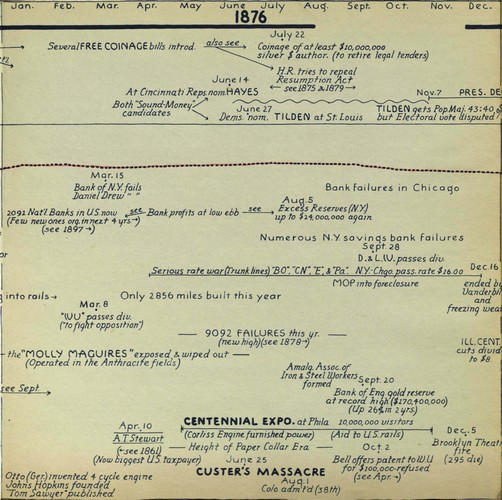 Jan. Feb. Mar. Apr. May June July Aug. Sept. Oct. Nov. Dec.
1876
July 22
Several FREE COINAGE bills introd. also see Coinage of at least $10,000,000
silver $ author. (to retire legal tenders)
H.R. tries to repeal
Resumption Act
← see 1875 & 1879 →
June 14
At Cincinnati Reps. nom. HAYES
Both "Sound-Money"
candidates
June 27
Dems nom. TILDEN at St. Louis
Nov. 7 PRES. DE
TILDEN gets Pop Maj. 43:40
but Electoral vote disputed
Mar. 15
Bank of N.Y. fails
Daniel Drew " "
Bank failures in Chicago
2092 Nat'l Banks in U.S. now see Bank profits at low ebb see
(Few new ones org. in next 4 yrs →)
(see 1897 →)
Aug. 5
Excess Reserves (N.Y.)
up to $24,000,000 again
Numerous N.Y. savings bank failures
or
Sept. 28
D. & L.W. passes div.
Serious rate war (Trunk lines) "BO", "CN", "E", & "Pa". N.Y.-Chgo. pass. rate $16.00
MOP into foreclosure
Dec. 16
ended b
Vanderbil
and
freezing wea
ng into rails → Only 2856 miles built this year
Mar. 8
"WU" passes div.
"to fight opposition")
9092 FAILURES this yr.
(new high) (see 1878 →)
ILL. CENT.
cuts divid
to $8
– the "MOLLY MAGUIRES" exposed & wiped out –
(Operated in the Anthracite fields)
Amalg. Assoc. of
Iron & Steel Workers
formed
see Sept.
Sept. 20
Bank of Eng. gold reserve
at record high ($170,400,000)
(Up 26% in 2 yrs)
CENTENNIAL EXPO. at Phila 10,000,000 visitors
(Corliss Engine furnished power) (Aid to U.S. rails)
Apr. 10
A.T. Stewart
(← see 1861)
(Now biggest U.S. taxpayer)
Height of Paper Collar Era
Oct. 2
Bell offers patent to W.U
for $100,000-refused
(see Apr. →)
Dec. 5
Brooklyn Theat
fire
(295 die)
June 25
CUSTER'S MASSACRE
Aug. 1
Colo adm't'd (38th)
Otto (Ger.) invented 4 cycle engine
Johns Hopkins founded
"Tom Sawyer" published